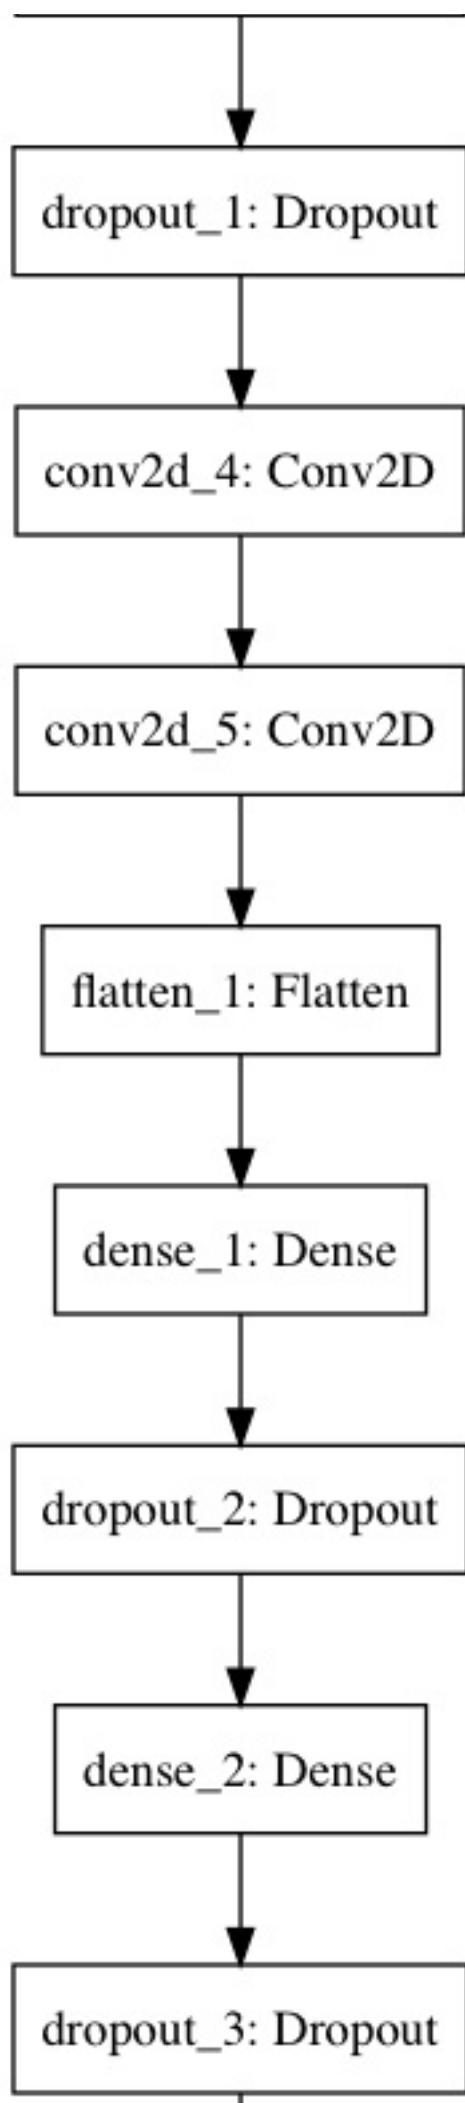 dropout_1: Dropout
conv2d_4: Conv2D
conv2d_5: Conv2D
flatten_1: Flatten
dense_1: Dense
dropout_2: Dropout
dense_2: Dense
dropout_3: Dropout